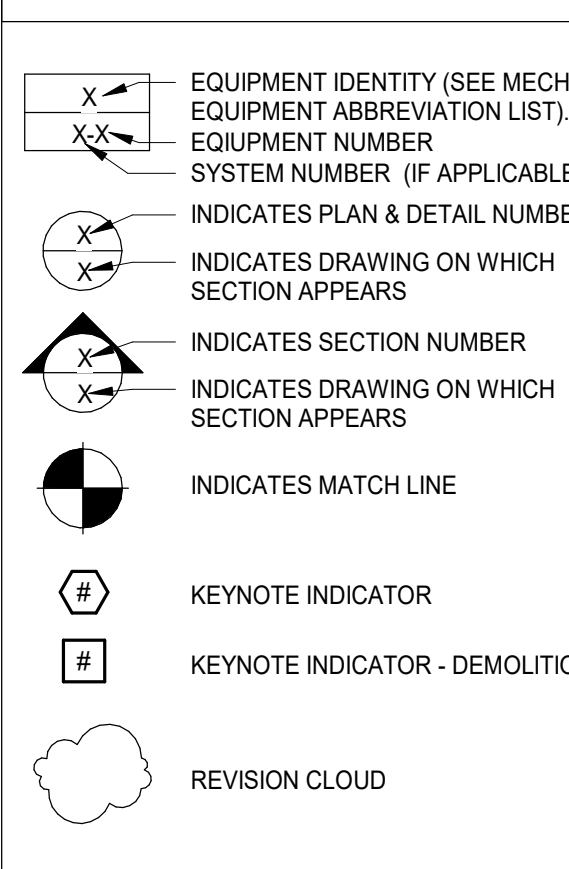 X
X-X
EQUIPMENT IDENTITY (SEE MECH
EQUIPMENT ABBREVIATION LIST).
EQIUPMENT NUMBER
SYSTEM NUMBER (IF APPLICABLE
X
X
INDICATES PLAN & DETAIL NUMBE
INDICATES DRAWING ON WHICH
SECTION APPEARS
X
X
INDICATES SECTION NUMBER
INDICATES DRAWING ON WHICH
SECTION APPEARS
INDICATES MATCH LINE
#
KEYNOTE INDICATOR
#
KEYNOTE INDICATOR - DEMOLITIO
REVISION CLOUD